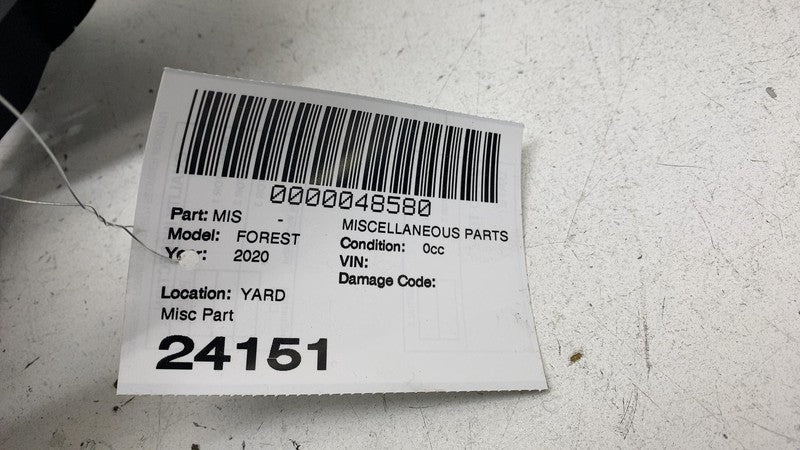 0000048580
Part: MIS - MISCELLANEOUS PARTS
Model: FOREST Condition: 0cc
Year: 2020 VIN:
Damage Code:
Location: YARD
Misc Part
24151